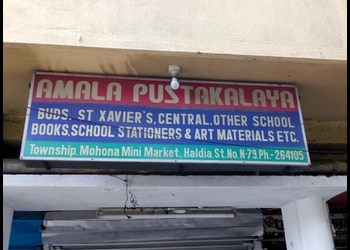 AMALA PUSTAKALAYA
BUDS. ST XAVIER'S,CENTRAL,OTHER SCHOOL
BOOKS.SCHOOL STATIONERS & ART MATERIALS ETC.
Township, Mohona Mini Market, Haldia. St. No. N-79. Ph.- 264105